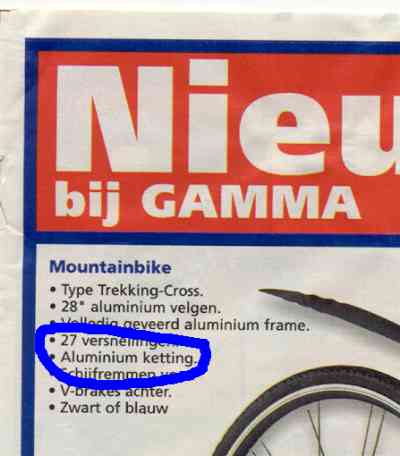 Nieu
bij GAMMA
Mountainbike
• Type Trekking-Cross.
• 28" aluminium velgen.
• Volledig geveerd aluminium frame.
• 27 versnellingen.
• Aluminium ketting.
• Schijfremmen
• V-brakes achter.
• Zwart of blauw